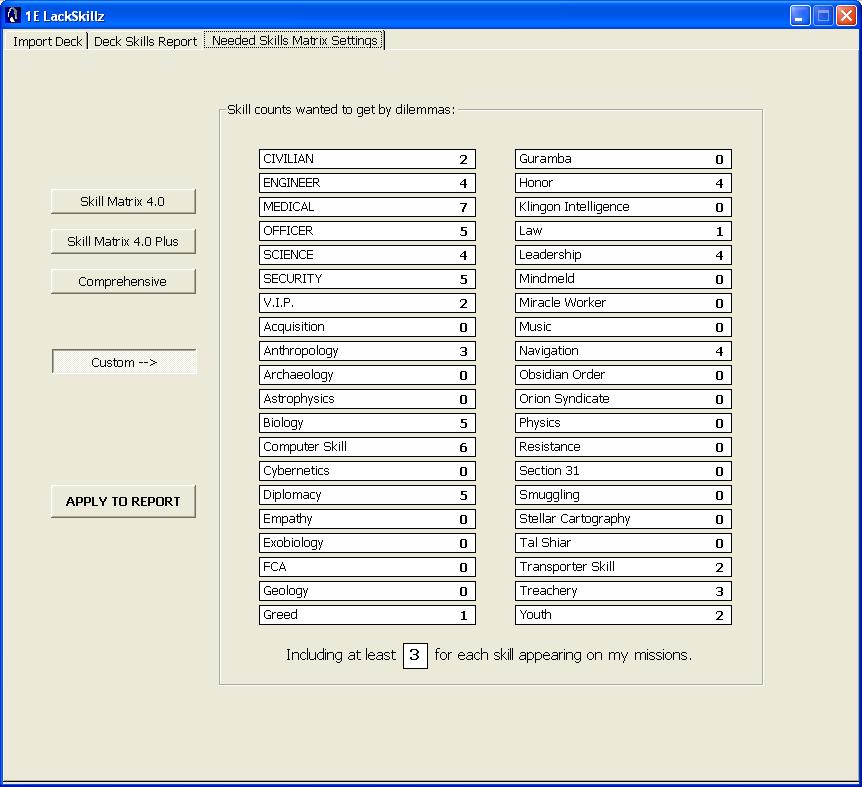 1E LackSkillz
Import Deck Deck Skills Report Needed Skills Matrix Settings
Skill counts wanted to get by dilemmas:
Skill Matrix 4.0
Skill Matrix 4.0 Plus
Comprehensive
Custom -->
APPLY TO REPORT
CIVILIAN 2
ENGINEER 4
MEDICAL 7
OFFICER 5
SCIENCE 4
SECURITY 5
V.I.P. 2
Acquisition 0
Anthropology 3
Archaeology 0
Astrophysics 0
Biology 5
Computer Skill 6
Cybernetics 0
Diplomacy 5
Empathy 0
Exobiology 0
FCA 0
Geology 0
Greed 1
Guramba 0
Honor 4
Klingon Intelligence 0
Law 1
Leadership 4
Mindmeld 0
Miracle Worker 0
Music 0
Navigation 4
Obsidian Order 0
Orion Syndicate 0
Physics 0
Resistance 0
Section 31 0
Smuggling 0
Stellar Cartography 0
Tal Shiar 0
Transporter Skill 2
Treachery 3
Youth 2
Including at least 3 for each skill appearing on my missions.